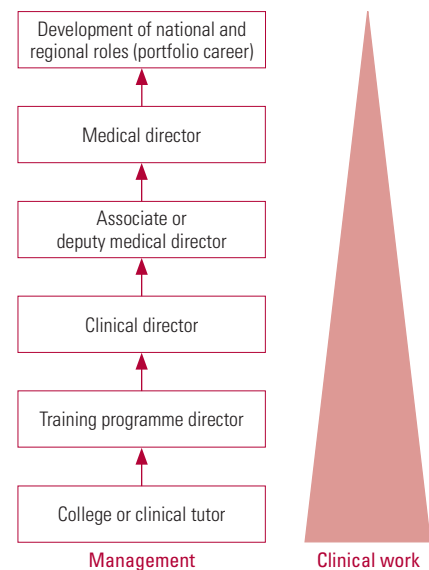 Development of national and
regional roles (portfolio career)
Medical director
Associate or
deputy medical director
Clinical director
Training programme director
College or clinical tutor
Management
Clinical work